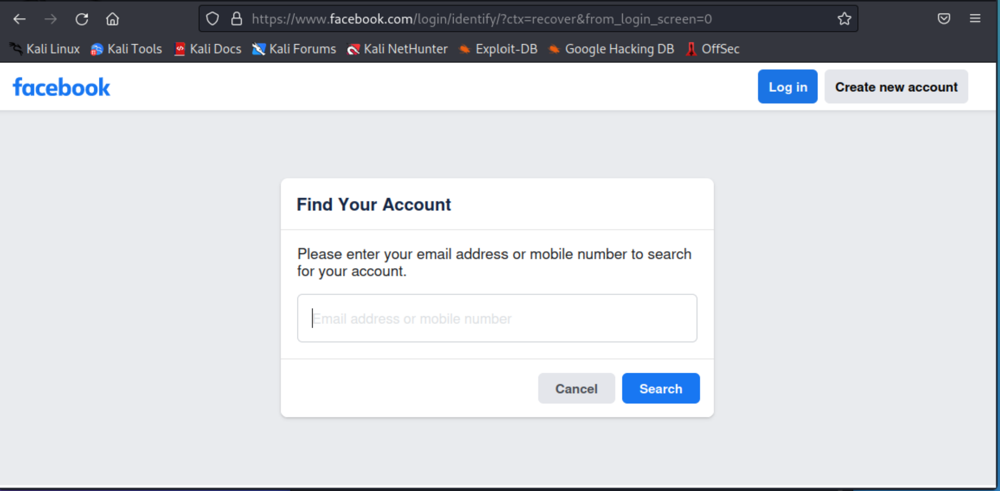 https://www.facebook.com/login/identify/?ctx=recover&from_login_screen=0
Kali Linux Kali Tools Kali Docs Kali Forums Kali NetHunter Exploit-DB Google Hacking DB OffSec
facebook Log in Create new account
Find Your Account
Please enter your email address or mobile number to search
for your account.
Email address or mobile number
Cancel Search